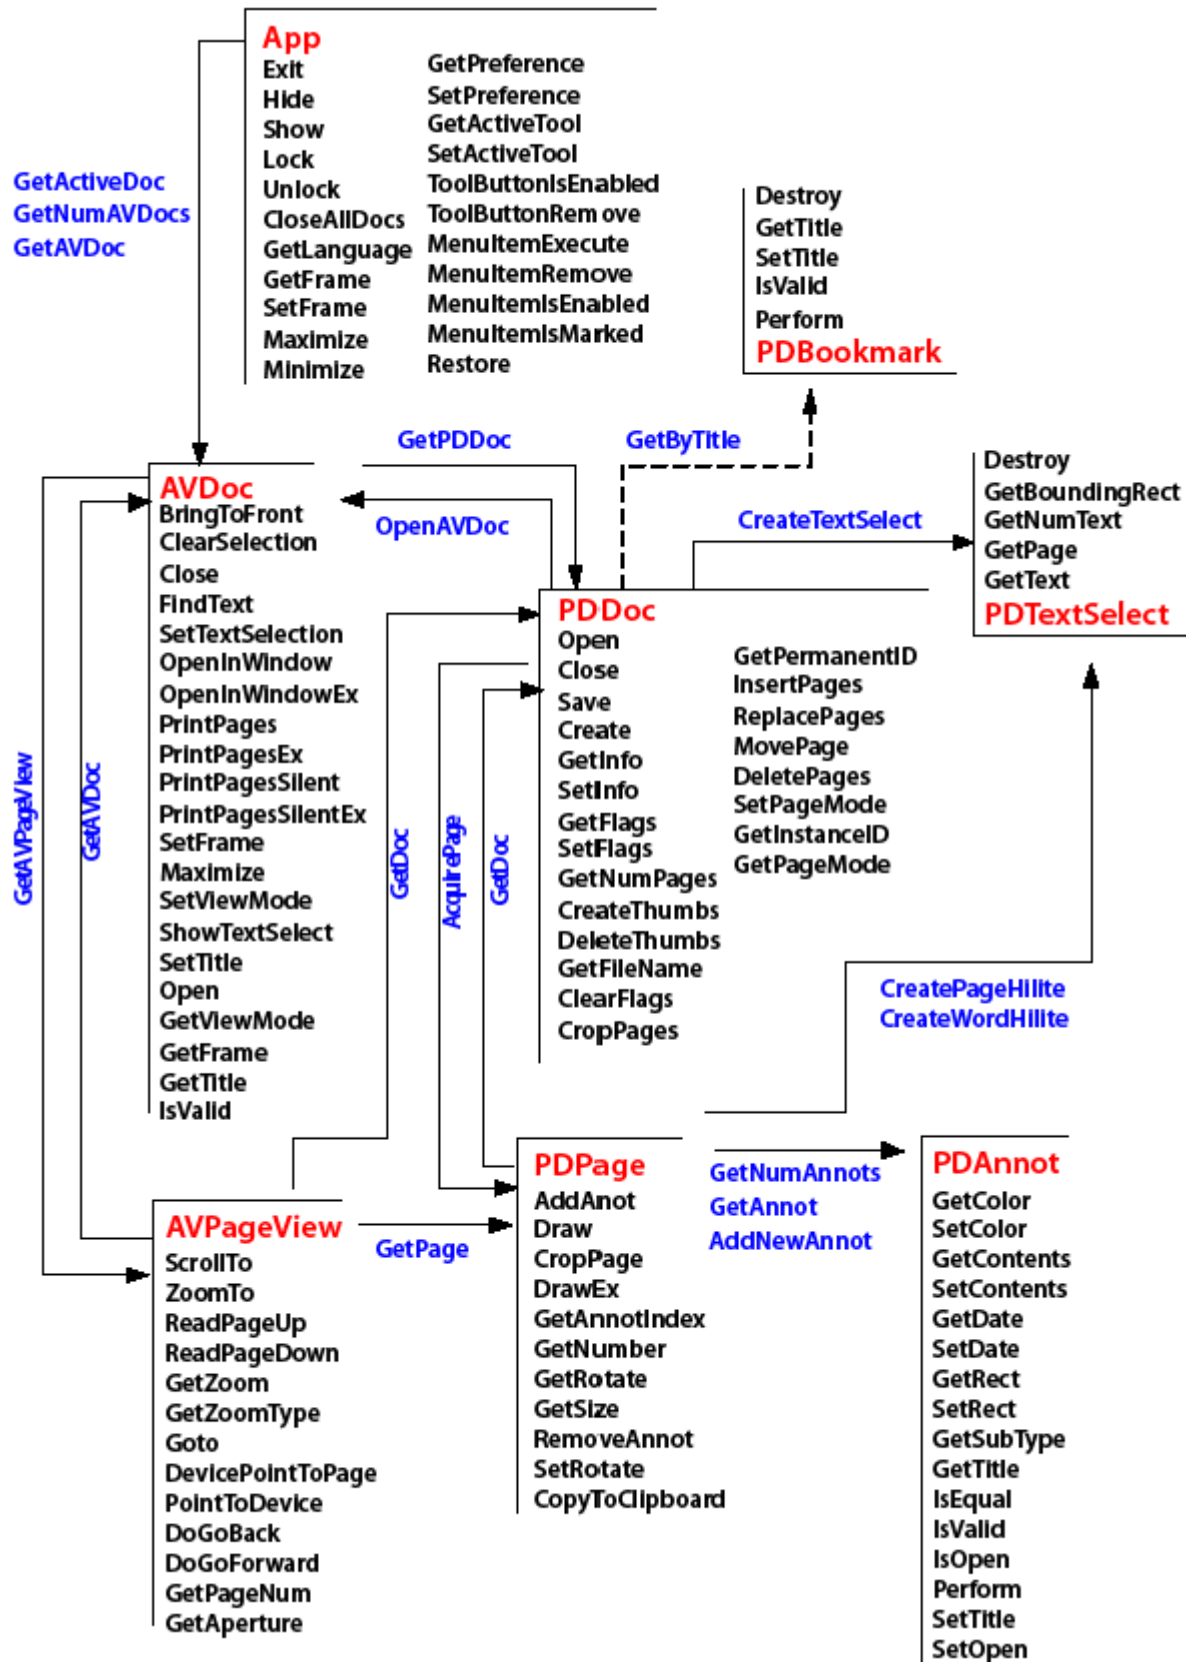 App
Exit
Hide
Show
Lock
Unlock
CloseAllDocs
GetLanguage
GetFrame
SetFrame
Maximize
Minimize
GetPreference
SetPreference
GetActiveTool
SetActiveTool
ToolButtonIsEnabled
ToolButtonRemove
MenuItemExecute
MenuItemRemove
MenuItemIsEnabled
MenuItemIsMarked
Restore
GetActiveDoc
GetNumAVDocs
GetAVDoc
Destroy
GetTitle
SetTitle
IsValid
Perform
PDBookmark
GetPDDoc
GetByTitle
OpenAVDoc
CreateTextSelect
Destroy
GetBoundingRect
GetNumText
GetPage
GetText
PDTextSelect
AVDoc
BringToFront
ClearSelection
Close
FindText
SetTextSelection
OpenInWindow
OpenInWindowEx
PrintPages
PrintPagesEx
PrintPagesSilent
PrintPagesSilentEx
SetFrame
Maximize
SetViewMode
ShowTextSelect
SetTitle
Open
GetViewMode
GetFrame
GetTitle
IsValid
GetAVPageView
GetAVDoc
GetDoc
AcquirePage
GetDoc
PDDoc
Open
Close
Save
Create
GetInfo
SetInfo
GetFlags
SetFlags
GetNumPages
CreateThumbs
DeleteThumbs
GetFileName
ClearFlags
CropPages
GetPermanentID
InsertPages
ReplacePages
MovePage
DeletePages
SetPageMode
GetInstanceID
GetPageMode
CreatePageHilite
CreateWordHilite
AVPageView
ScrollTo
ZoomTo
ReadPageUp
ReadPageDown
GetZoom
GetZoomType
Goto
DevicePointToPage
PointToDevice
DoGoBack
DoGoForward
GetPageNum
GetAperture
GetPage
PDPage
AddAnot
Draw
CropPage
DrawEx
GetAnnotIndex
GetNumber
GetRotate
GetSize
RemoveAnnot
SetRotate
CopyToClipboard
GetNumAnnots
GetAnnot
AddNewAnnot
PDAnnot
GetColor
SetColor
GetContents
SetContents
GetDate
SetDate
GetRect
SetRect
GetSubType
GetTitle
IsEqual
IsValid
IsOpen
Perform
SetTitle
SetOpen